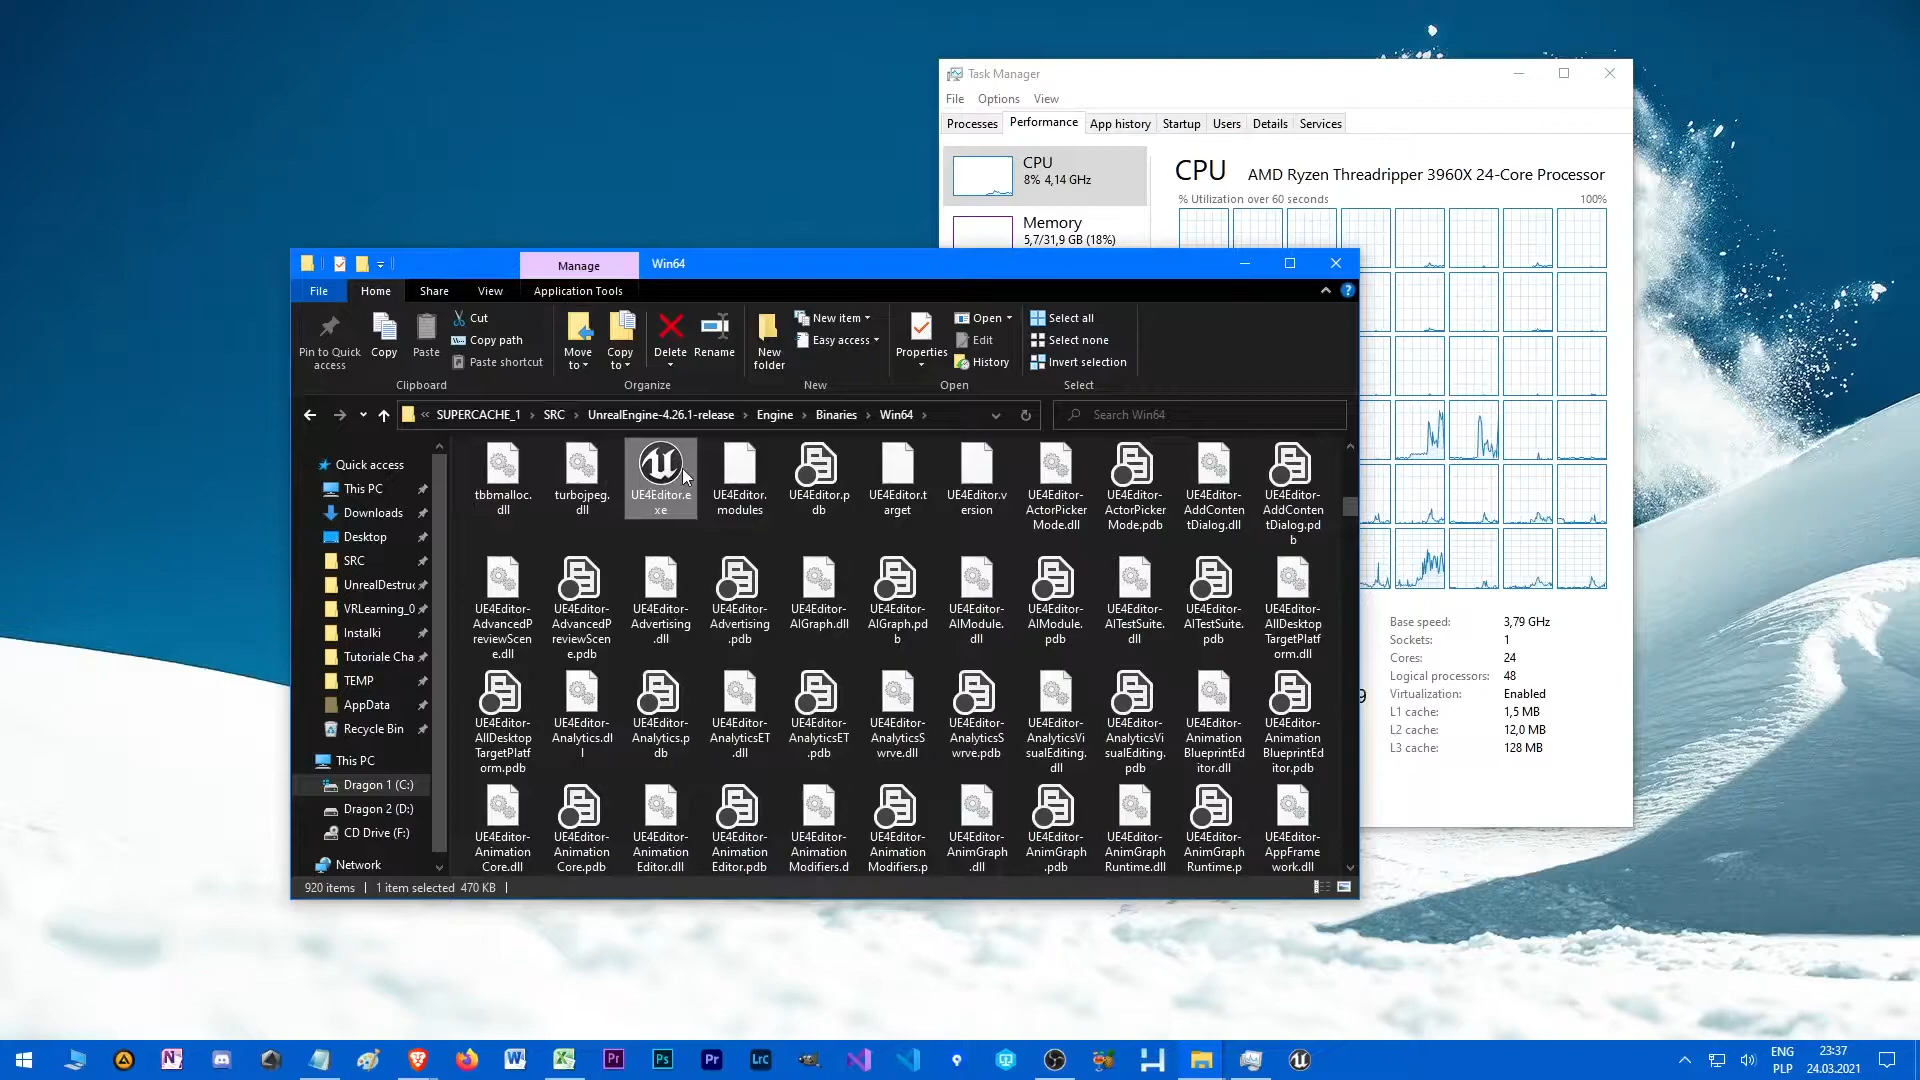 Task Manager
File Options View
Processes Performance App history Startup Users Details Services
CPU
8% 4,14 GHz
Memory
5,7/31,9 GB (18%)
CPU AMD Ryzen Threadripper 3960X 24-Core Processor
% Utilization over 60 seconds 100%
Base speed: 3,79 GHz
Sockets: 1
Cores: 24
Logical processors: 48
Virtualization: Enabled
L1 cache: 1,5 MB
L2 cache: 12,0 MB
L3 cache: 128 MB
Manage Win64
File Home Share View Application Tools
Pin to Quick access
Copy
Paste
Cut
Copy path
Paste shortcut
Clipboard
Move to
Copy to
Delete
Rename
Organize
New folder
New item
Easy access
New
Properties
Open
Edit
History
Open
Select all
Select none
Invert selection
Select
« SUPERCACHE_1 > SRC > UnrealEngine-4.26.1-release > Engine > Binaries > Win64 >
Search Win64
Quick access
This PC
Downloads
Desktop
SRC
UnrealDestruc
VRLearning_0
Instalki
Tutoriale Cha
TEMP
AppData
Recycle Bin
This PC
Dragon 1 (C:)
Dragon 2 (D:)
CD Drive (F:)
Network
tbbmalloc.dll
turbojpeg.dll
UE4Editor.exe
UE4Editor.modules
UE4Editor.pdb
UE4Editor.target
UE4Editor.version
UE4Editor-ActorPickerMode.dll
UE4Editor-ActorPickerMode.pdb
UE4Editor-AddContentDialog.dll
UE4Editor-AddContentDialog.pdb
UE4Editor-AdvancedPreviewScene.dll
UE4Editor-AdvancedPreviewScene.pdb
UE4Editor-Advertising.dll
UE4Editor-Advertising.pdb
UE4Editor-AIGraph.dll
UE4Editor-AIGraph.pdb
UE4Editor-AIModule.dll
UE4Editor-AIModule.pdb
UE4Editor-AITestSuite.dll
UE4Editor-AITestSuite.pdb
UE4Editor-AllDesktopTargetPlatform.dll
UE4Editor-AllDesktopTargetPlatform.pdb
UE4Editor-Analytics.dll
UE4Editor-Analytics.pdb
UE4Editor-AnalyticsET.dll
UE4Editor-AnalyticsET.pdb
UE4Editor-AnalyticsSwrve.dll
UE4Editor-AnalyticsSwrve.pdb
UE4Editor-AnalyticsVisualEditing.dll
UE4Editor-AnalyticsVisualEditing.pdb
UE4Editor-AnimationBlueprintEditor.dll
UE4Editor-AnimationBlueprintEditor.pdb
UE4Editor-AnimationCore.dll
UE4Editor-AnimationCore.pdb
UE4Editor-AnimationEditor.dll
UE4Editor-AnimationEditor.pdb
UE4Editor-AnimationModifiers.d
UE4Editor-AnimationModifiers.p
UE4Editor-AnimGraph.dll
UE4Editor-AnimGraph.pdb
UE4Editor-AnimGraphRuntime.dll
UE4Editor-AnimGraphRuntime.p
UE4Editor-AppFramework.dll
920 items | 1 item selected 470 KB |
ENG
PLP
23:37
24.03.2021